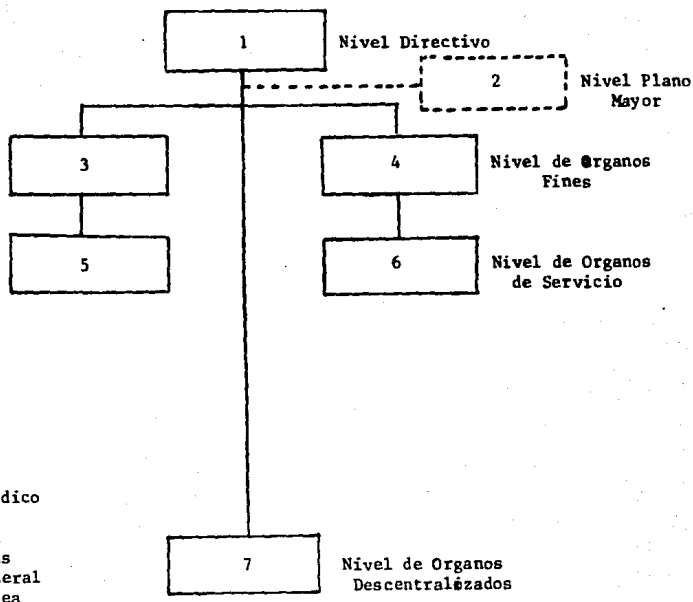 1 Nivel Directivo
2 Nivel Plano
Mayor
3
4 Nivel de Organos
Fines
5
6 Nivel de Organos
de Servicio
dico
s
eral
ea
7 Nivel de Organos
Descentralizados